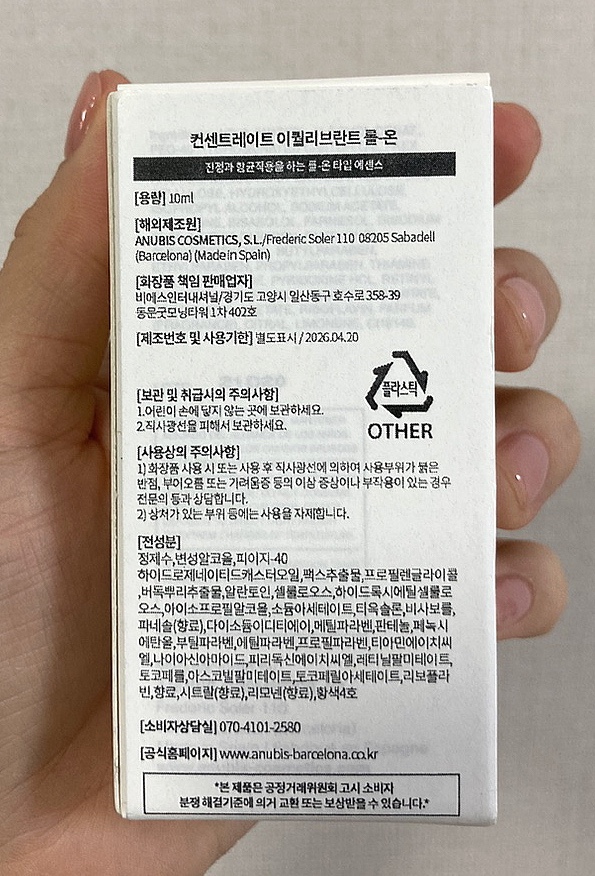 컨센트레이트 이퀄리브란트 롤-온
진정과 항균작용을 하는 롤-온 타입 에센스
[용량] 10ml
[해외제조원]
ANUBIS COSMETICS, S.L./Frederic Soler 110 08205 Sabadell
(Barcelona) (Made in Spain)
[화장품 책임 판매업자]
비에스인터내셔널/경기도 고양시 일산동구 호수로 358-39
동문굿모닝타워 1차 402호
[제조번호 및 사용기한] 별도표시 / 2026.04.20
플라스틱
OTHER
[보관 및 취급시의 주의사항]
1.어린이 손에 닿지 않는 곳에 보관하세요.
2.직사광선을 피해서 보관하세요.
[사용상의 주의사항]
1) 화장품 사용 시 또는 사용 후 직사광선에 의하여 사용부위가 붉은
반점, 부어오름 또는 가려움증 등의 이상 증상이나 부작용이 있는 경우
전문의 등과 상담합니다.
2) 상처가 있는 부위 등에는 사용을 자제합니다.
[전성분]
정제수,변성알코올,피이지-40
하이드로제네이티드캐스터오일,팩스추출물,프로필렌글라이콜
,버독뿌리추출물,알란토인,셀룰로오스,하이드록시에틸셀룰로
오스,아이소프로필알코올,소듐아세테이트,티옥솔론,비사보롤,
파네솔(향료),다이소듐이디티에이,메틸파라벤,판테놀,페녹시
에탄올,부틸파라벤,에틸파라벤,프로필파라벤,티아민에이치씨
엘,나이아신아마이드,피리독신에이치씨엘,레티닐팔미테이트,
토코페롤,아스코빌팔미테이트,토코페릴아세테이트,리보플라
빈,향료,시트랄(향료),리모넨(향료),황색4호
[소비자상담실] 070-4101-2580
[공식홈페이지] www.anubis-barcelona.co.kr
*본 제품은 공정거래위원회 고시 소비자
분쟁 해결기준에 의거 교환 또는 보상받을 수 있습니다.*